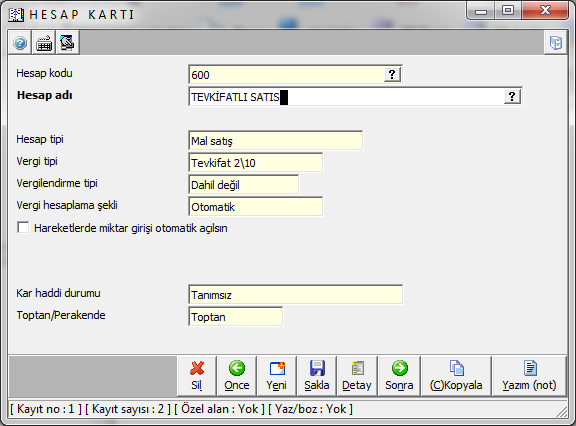 HESAP KARTI
Hesap kodu 600 ?
Hesap adı TEVKİFATLI SATIS ?
Hesap tipi Mal satış
Vergi tipi Tevkifat 2\10
Vergilendirme tipi Dahil değil
Vergi hesaplama şekli Otomatik
Hareketlerde miktar girişi otomatik açılsın
Kar haddi durumu Tanımsız
Toptan/Perakende Toptan
Sil Önce Yeni Sakla Detay Sonra (C)Kopyala Yazım (not)
[ Kayıt no : 1 ] [ Kayıt sayısı : 2 ] [ Özel alan : Yok ] [ Yaz/boz : Yok ]